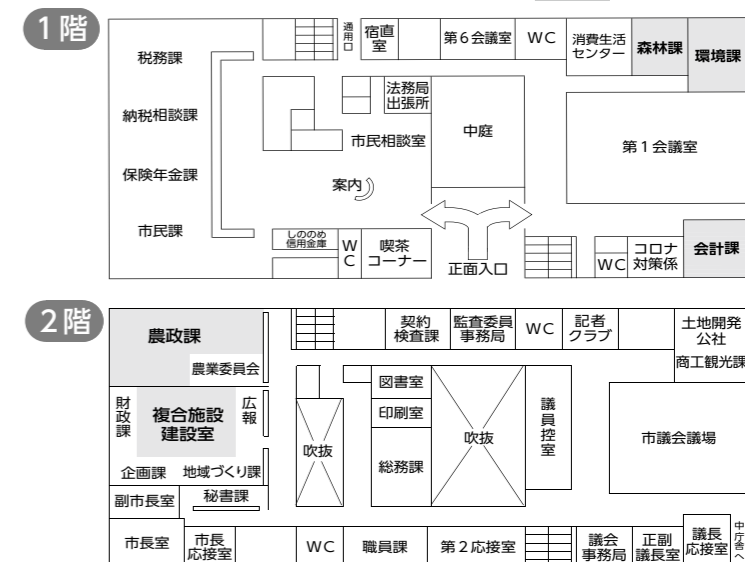 1階
税務課
納税相談課
保険年金課
市民課
通用口
宿直
室
第6会議室
WC
消費生活
センター
森林課
環境課
法務局
出張所
市民相談室
中庭
第1会議室
案内
しののめ
信用金庫
WC
喫茶
コーナー
正面入口
WC
コロナ
対策係
会計課
2階
農政課
農業委員会
契約
検査課
監査委員
事務局
WC
記者
クラブ
土地開発
公社
商工観光課
財政課
複合施設
建設室
広報
企画課
地域づくり課
副市長室
秘書課
吹抜
図書室
印刷室
総務課
吹抜
議員控室
市議会議場
市長室
市長
応接室
WC
職員課
第2応接室
議会
事務局
正副
議長室
議長
応接室
中庁舎へ